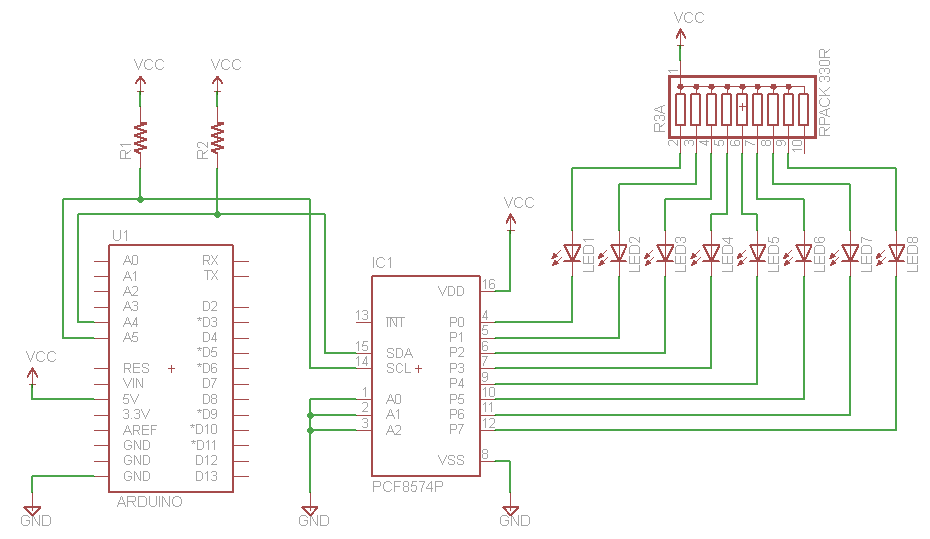 VCC
VCC
VCC
R1
R2
R3A
RPACK 330R
1
2
3
4
5
6
7
8
9
10
U1
A0
A1
A2
A3
A4
A5
RES
VIN
5V
3.3V
AREF
GND
GND
GND
RX
TX
D2
*D3
D4
*D5
*D6
D7
D8
*D9
*D10
*D11
D12
D13
ARDUINO
VCC
GND
IC1
13
15
14
1
2
3
INT
SDA
SCL
A0
A1
A2
VDD
P0
P1
P2
P3
P4
P5
P6
P7
VSS
16
4
5
6
7
9
10
11
12
8
PCF8574P
VCC
GND
GND
LED1
LED2
LED3
LED4
LED5
LED6
LED7
LED8